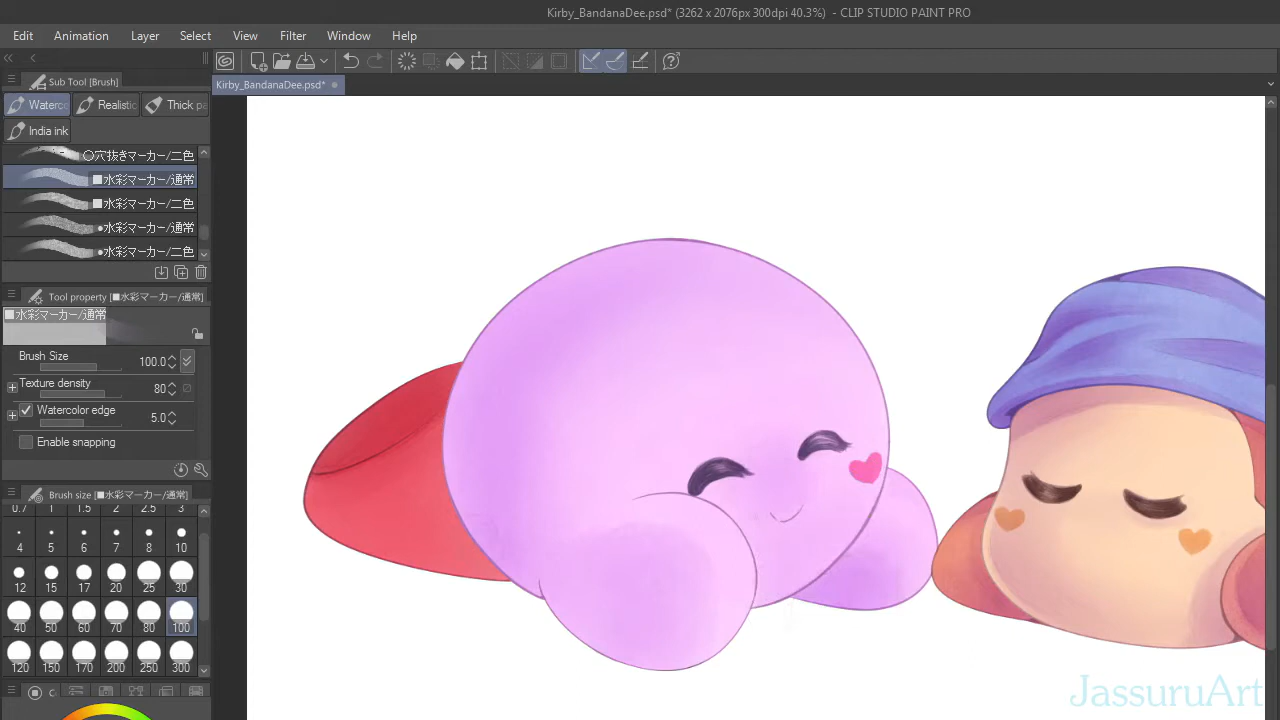 Kirby_BandanaDee.psd* (3262 x 2076px 300dpi 40.3%) - CLIP STUDIO PAINT PRO
Edit Animation Layer Select View Filter Window Help
Sub Tool [Brush]
Kirby_BandanaDee.psd*
Waterco Realistic Thick pa
India ink
穴抜きマーカー/二色
■水彩マーカー/通常
■水彩マーカー/二色
●水彩マーカー/通常
●水彩マーカー/二色
Tool property [■水彩マーカー/通常]
■水彩マーカー/通常
Brush Size 100.0
Texture density 80
Watercolor edge 5.0
Enable snapping
Brush size [■水彩マーカー/通常]
0.7 1 1.5 2 2.5 3
4 5 6 7 8 10
12 15 17 20 25 30
40 50 60 70 80 100
120 150 170 200 250 300
JassuruArt